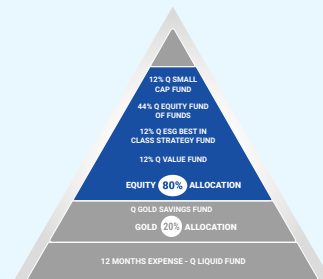 12% Q SMALL
CAP FUND
44% Q EQUITY FUND
OF FUNDS
12% Q ESG BEST IN
CLASS STRATEGY FUND
12% Q VALUE FUND
EQUITY 80% ALLOCATION
Q GOLD SAVINGS FUND
GOLD 20% ALLOCATION
12 MONTHS EXPENSE - Q LIQUID FUND